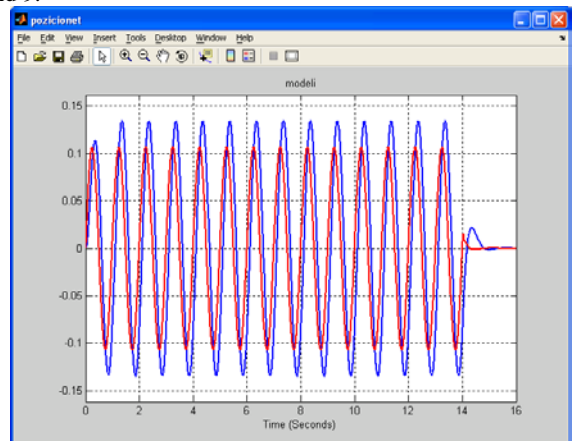 9.
pozicionet
File Edit View Insert Tools Desktop Window Help
modeli
0.15
0.1
0.05
0
-0.05
-0.1
-0.15
0 2 4 6 8 10 12 14 16
Time (Seconds)